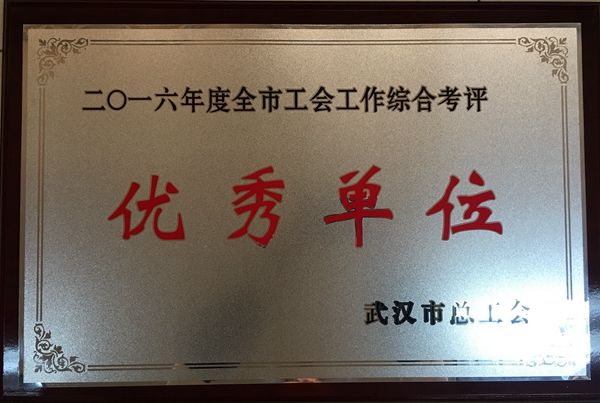 二〇一六年度全市工会工作综合考评
优秀单位
武汉市总工会